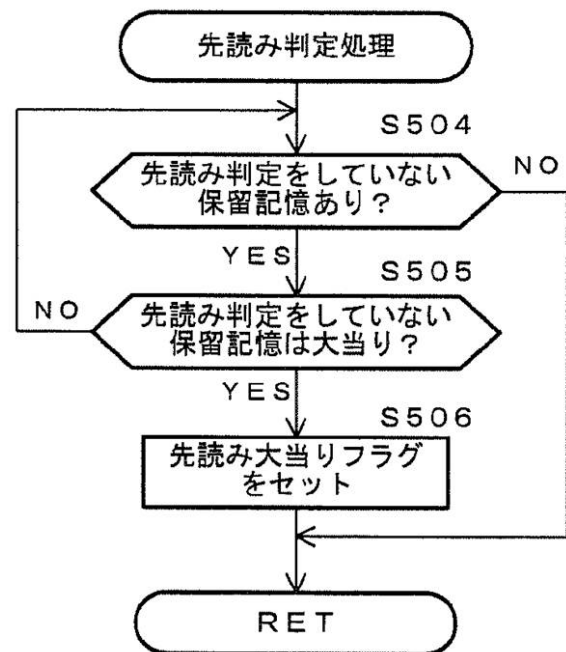 先読み判定処理
S504
先読み判定をしていない
保留記憶あり?
NO
YES
S505
NO
先読み判定をしていない
保留記憶は大当り?
YES
S506
先読み大当りフラグ
をセット
RET